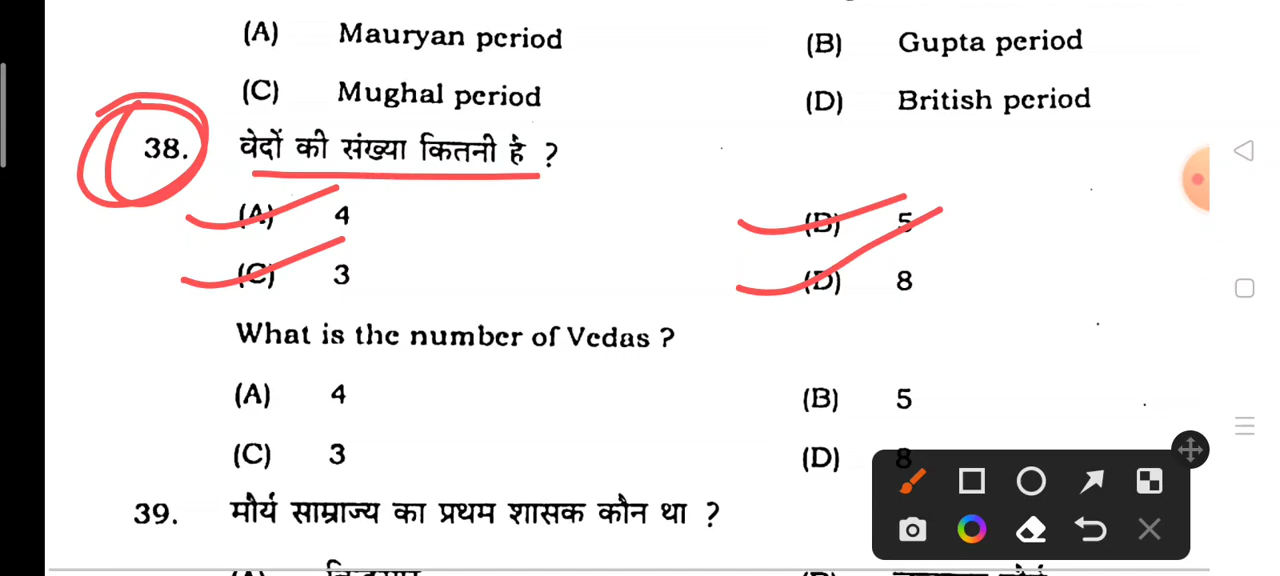 (A) Mauryan period (B) Gupta period
(C) Mughal period (D) British period
38. वेदों की संख्या कितनी है ?
(A) 4 (B) 5
(C) 3 (D) 8
What is the number of Vedas ?
(A) 4 (B) 5
(C) 3 (D) 8
39. मौर्य साम्राज्य का प्रथम शासक कौन था ?